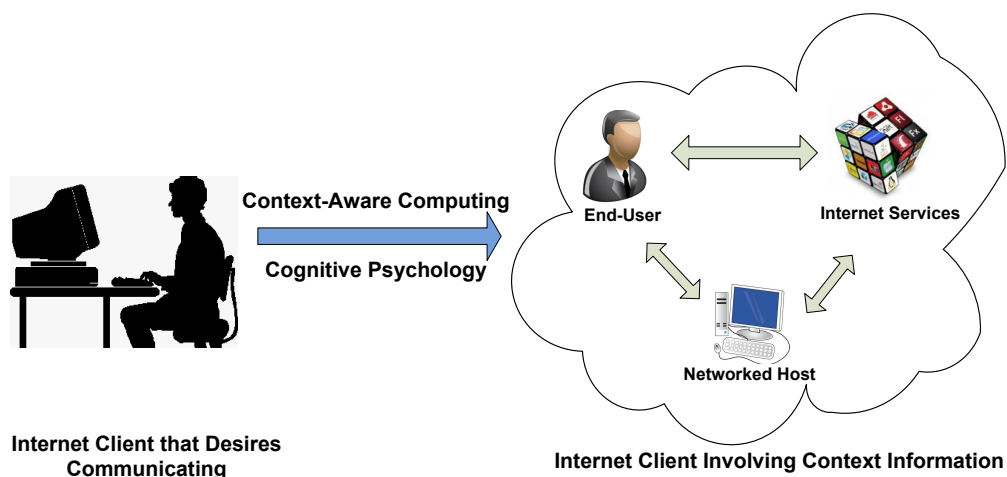 Context-Aware Computing
Cognitive Psychology
End-User
Internet Services
Networked Host
Internet Client that Desires
Communicating
Internet Client Involving Context Information